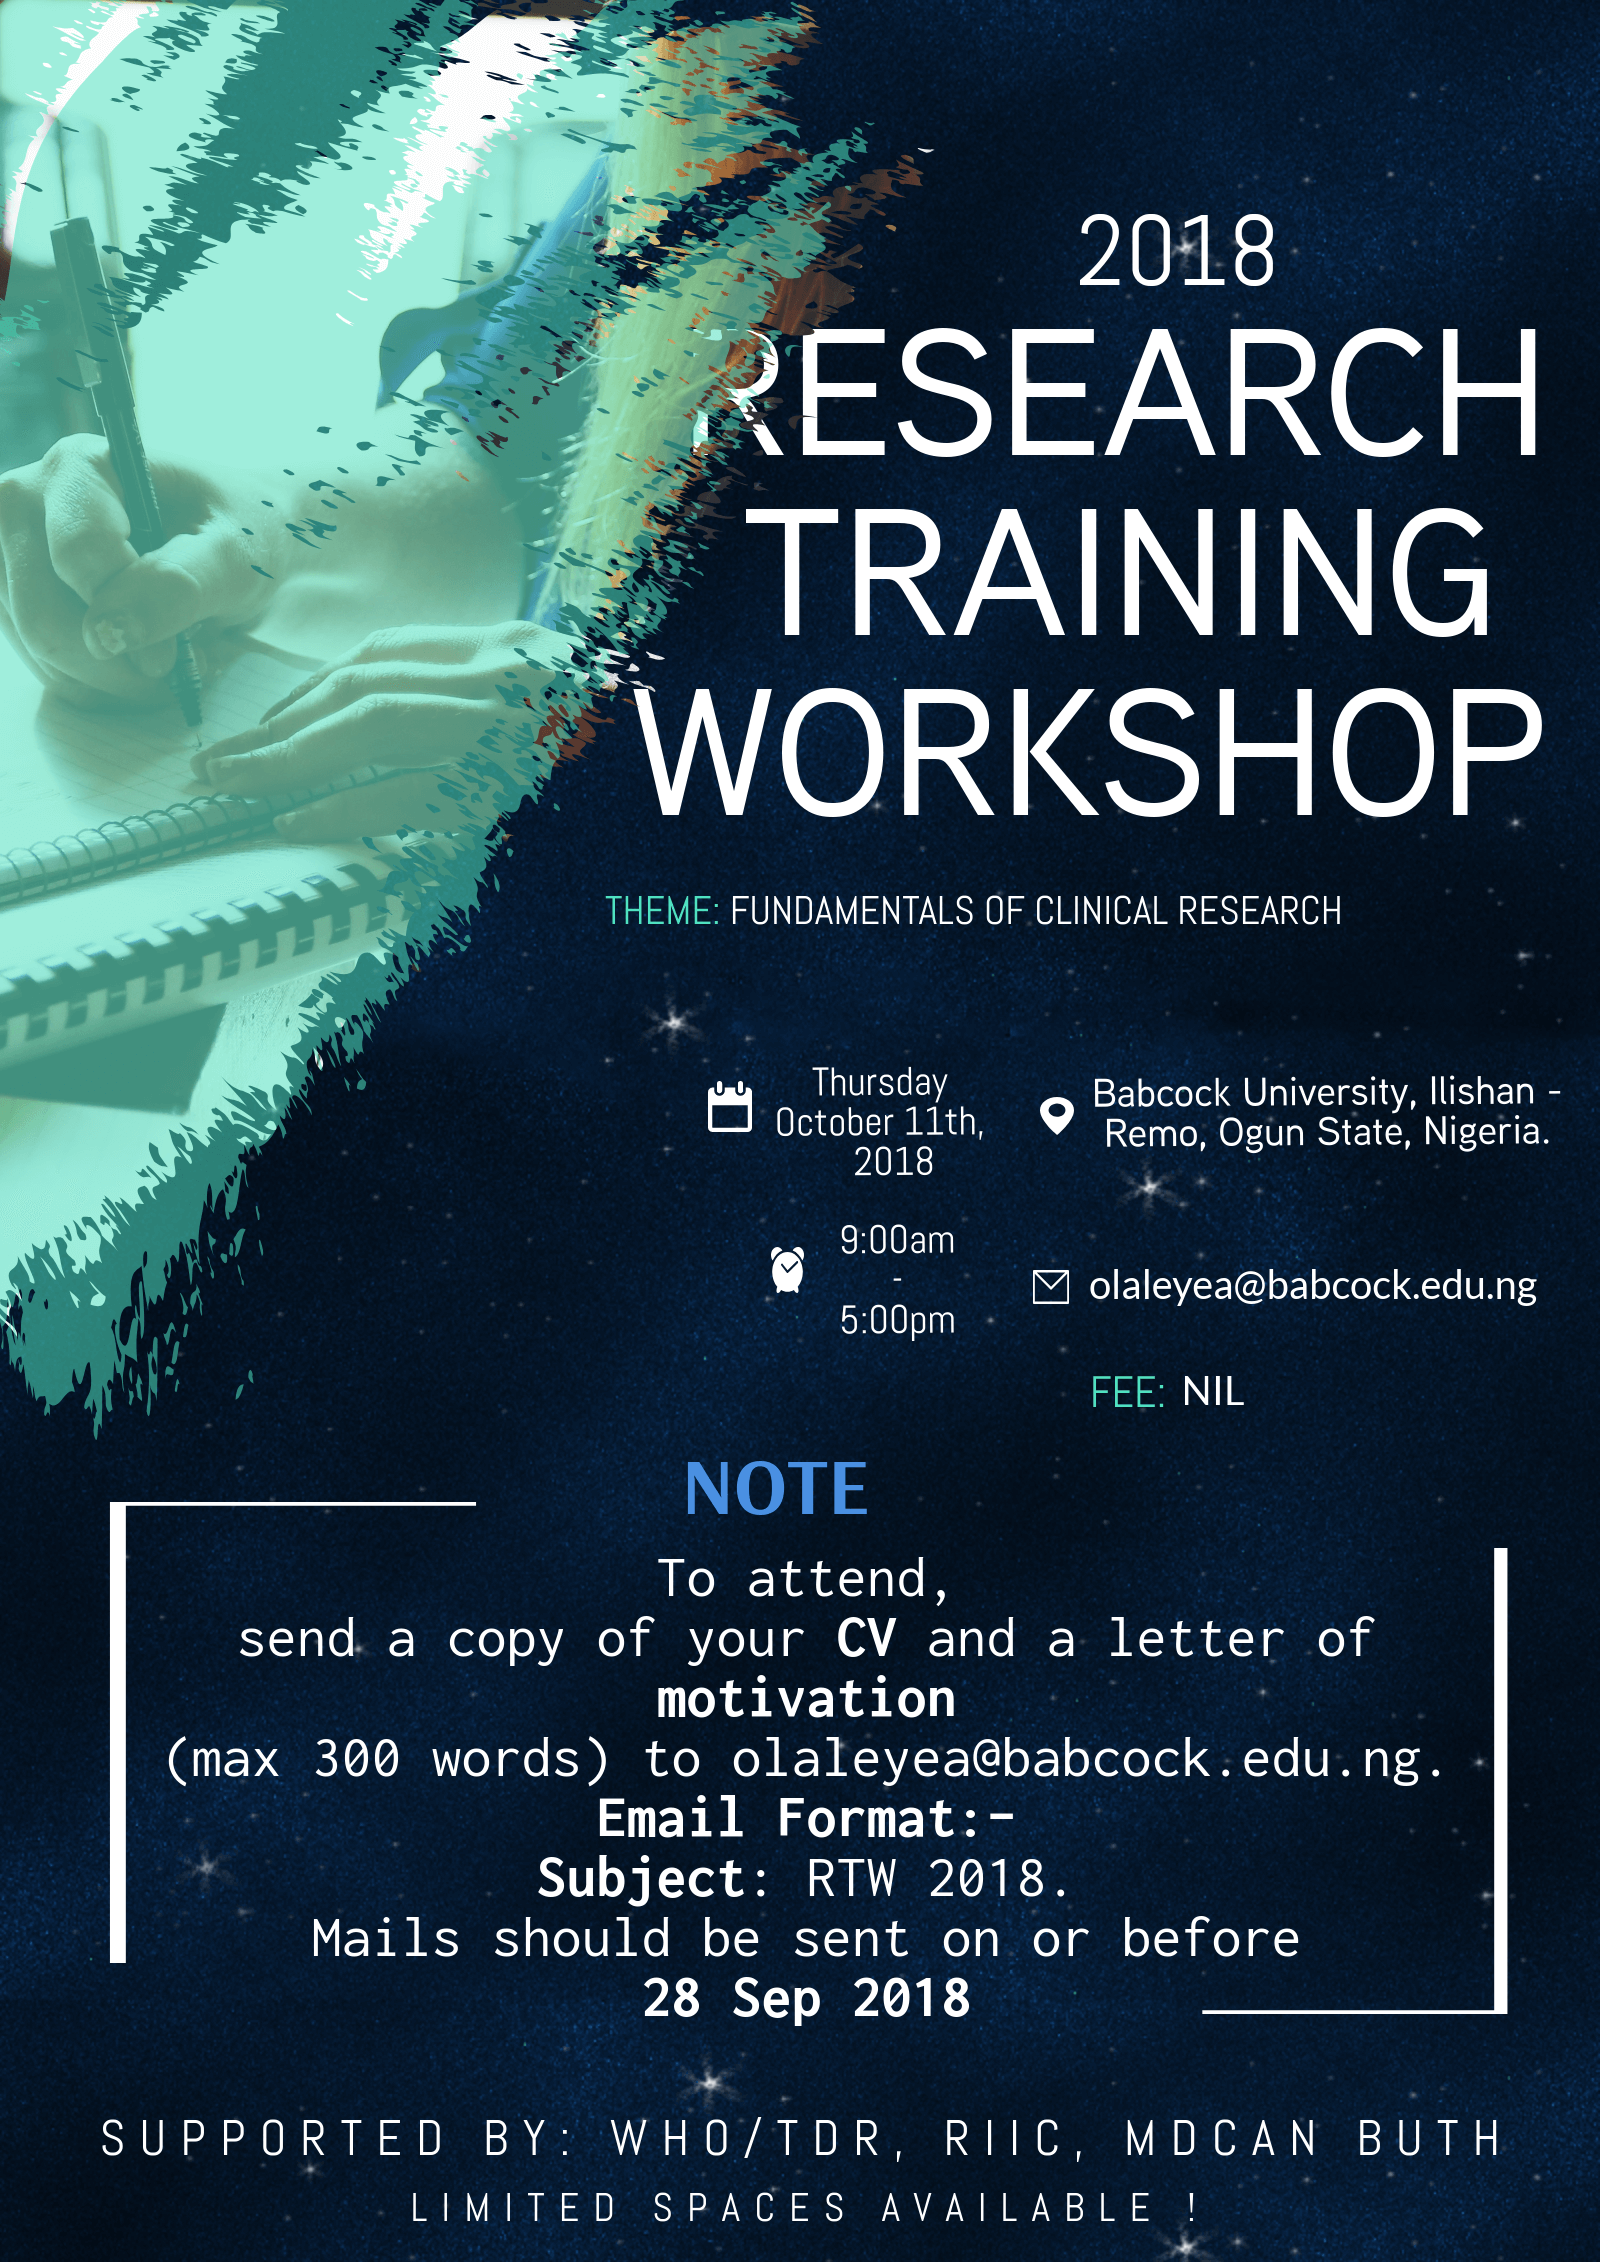 2018
RESEARCH
TRAINING
WORKSHOP
THEME: FUNDAMENTALS OF CLINICAL RESEARCH
Thursday
October 11th,
2018
Babcock University, Ilishan -
Remo, Ogun State, Nigeria.
9:00am
-
5:00pm
olaleyea@babcock.edu.ng
FEE: NIL
NOTE
To attend,
send a copy of your CV and a letter of
motivation
(max 300 words) to olaleyea@babcock.edu.ng.
Email Format:-
Subject: RTW 2018.
Mails should be sent on or before
28 Sep 2018
SUPPORTED BY: WHO/TDR, RIIC, MDCAN BUTH
LIMITED SPACES AVAILABLE !